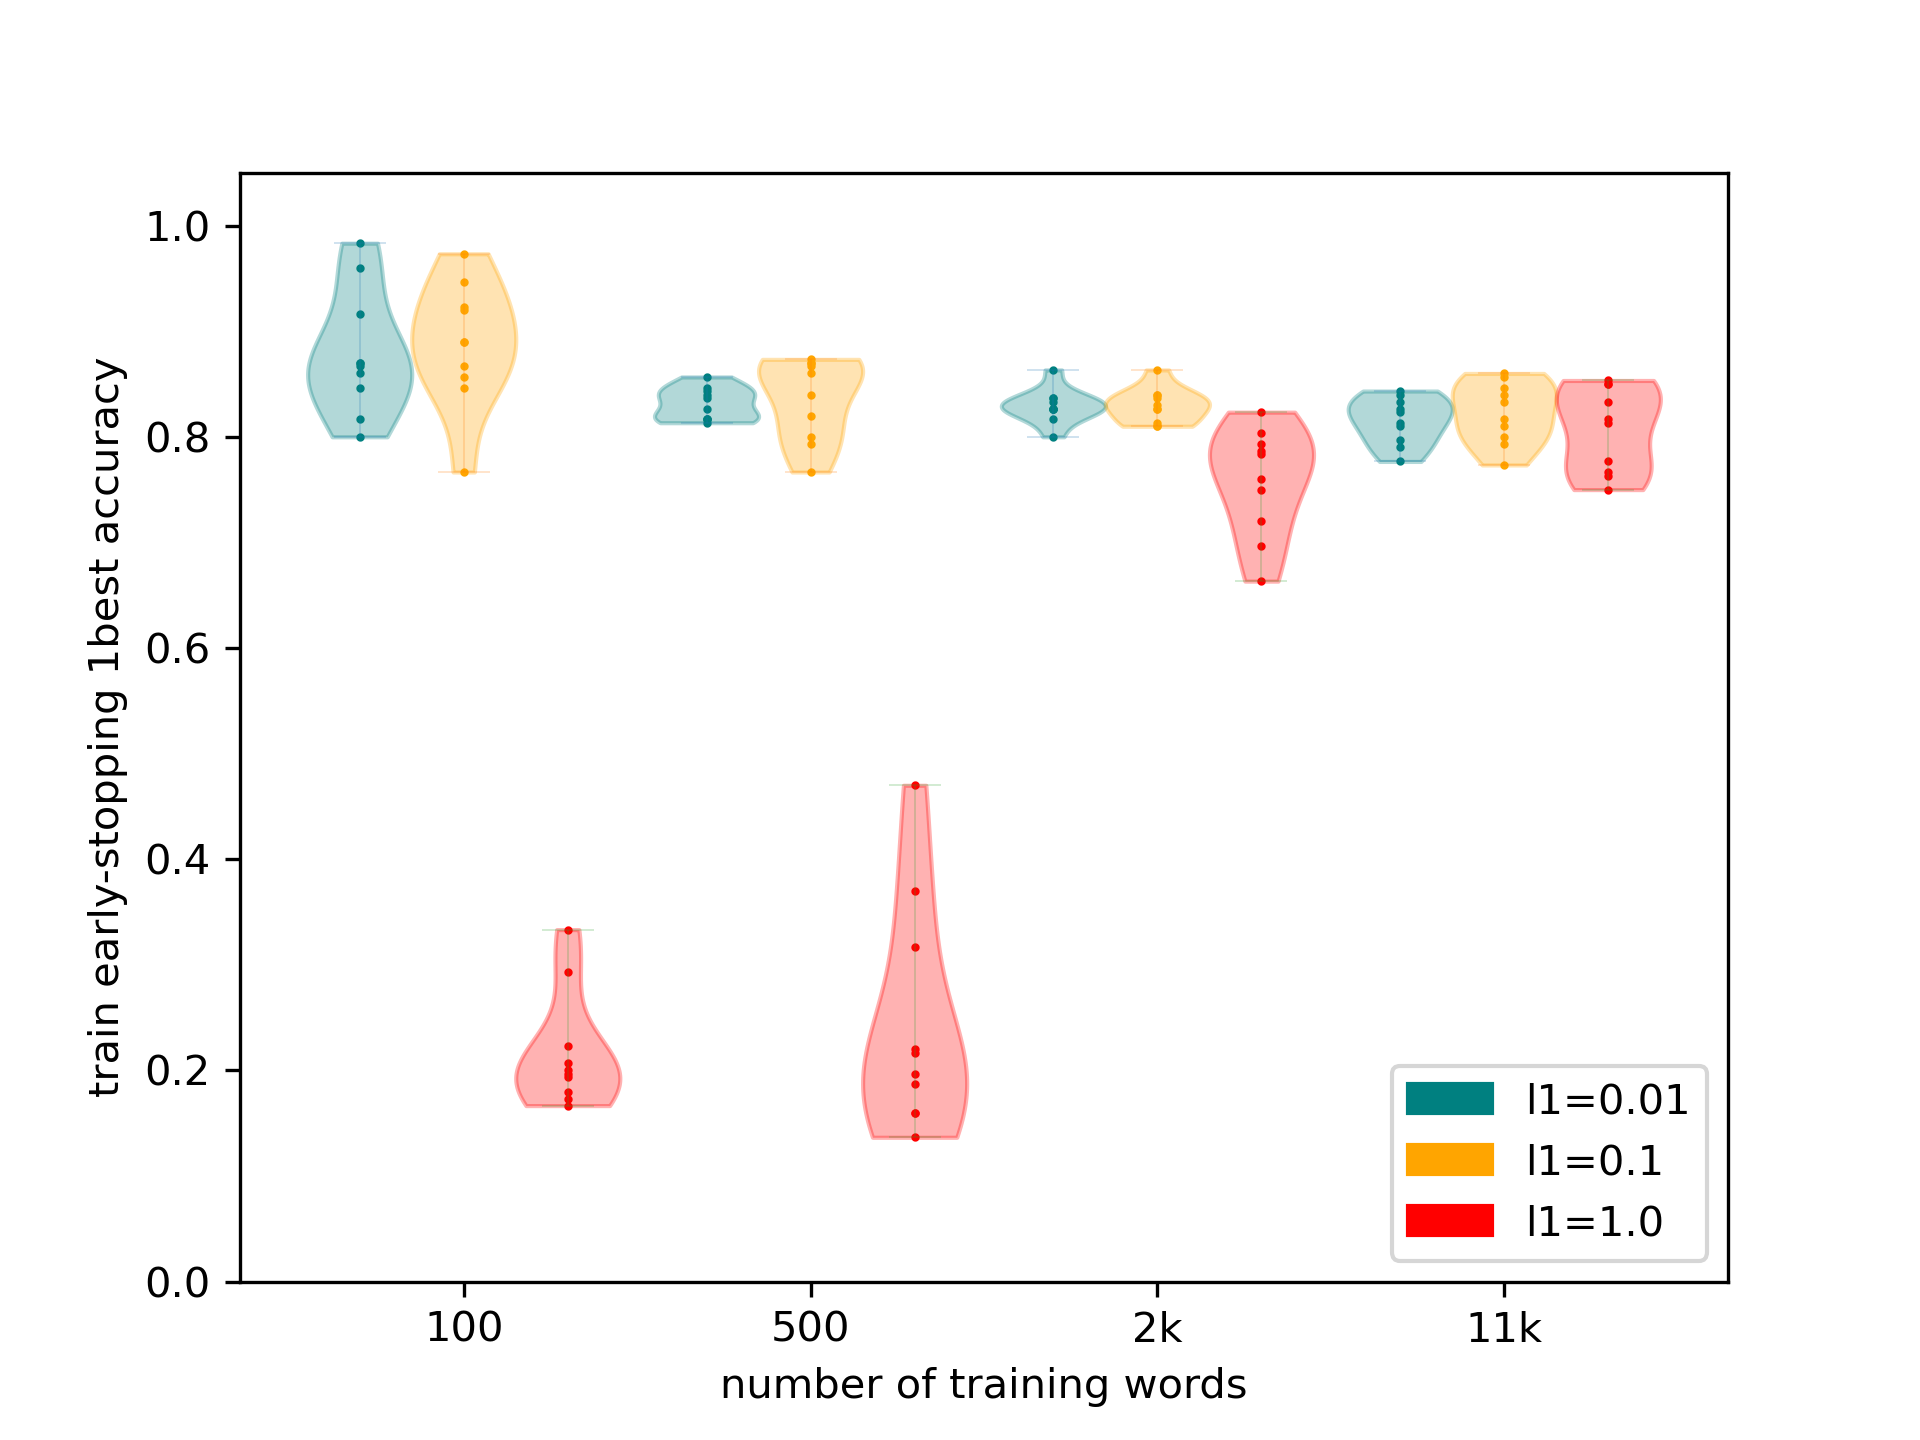 train early-stopping 1best accuracy
1.0
0.8
0.6
0.4
0.2
0.0
100 500 2k 11k
number of training words
l1=0.01
l1=0.1
l1=1.0